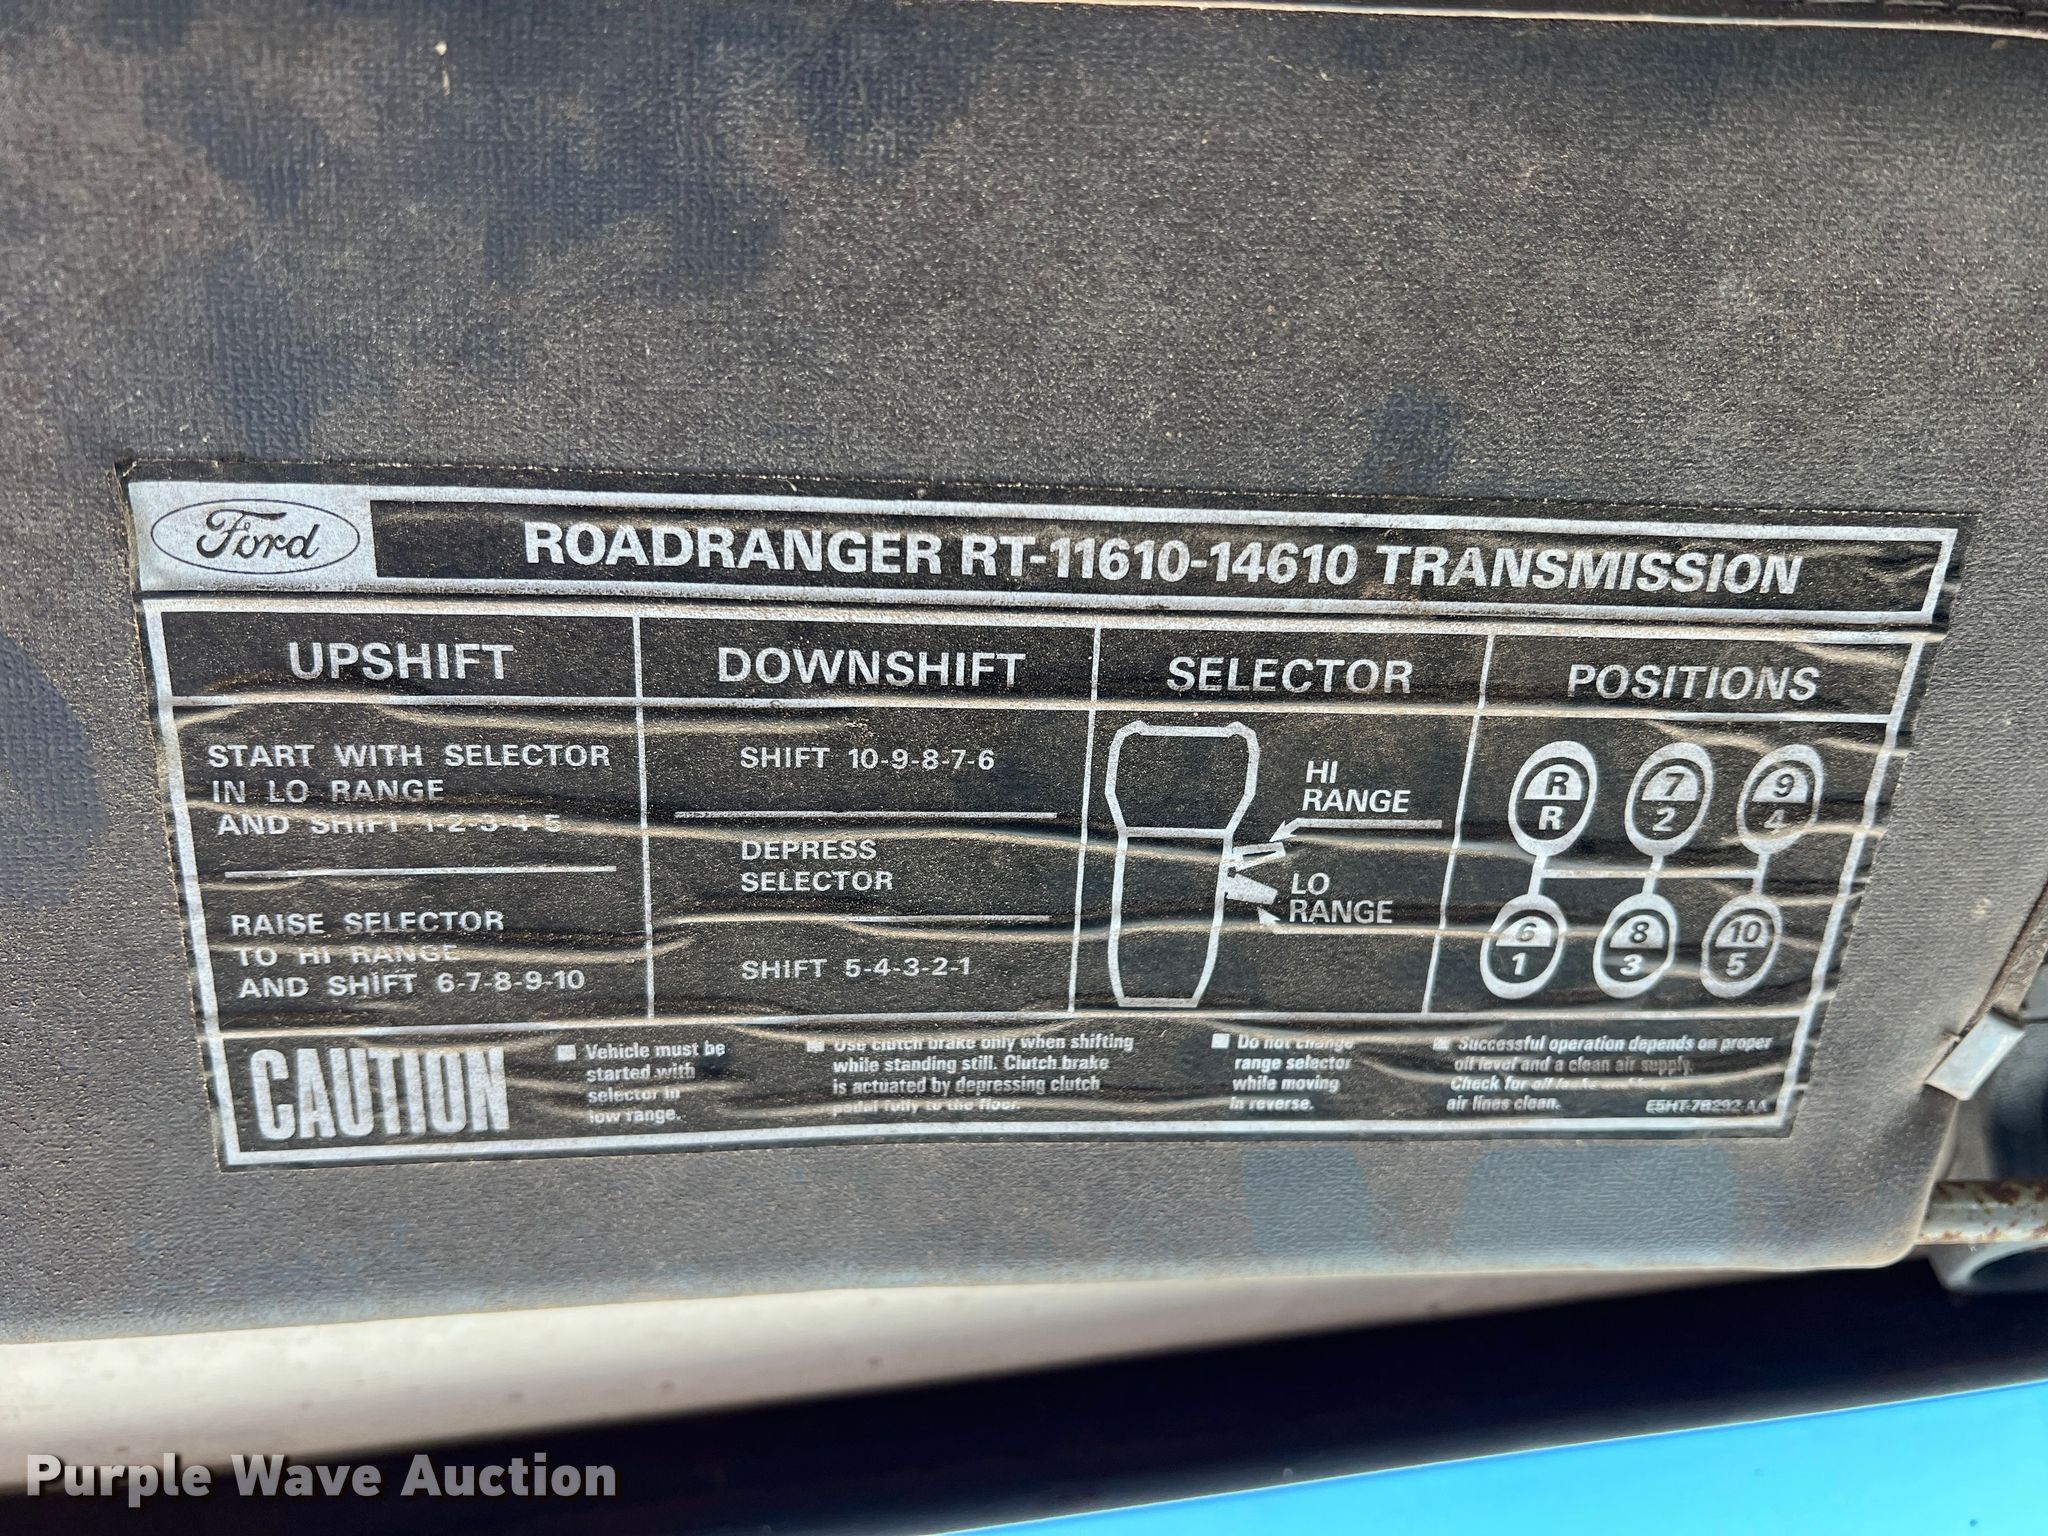 Ford
ROADRANGER RT-11610-14610 TRANSMISSION
UPSHIFT
START WITH SELECTOR
IN LO RANGE
AND SHIFT 1-2-3-4-5
RAISE SELECTOR
TO HI RANGE
AND SHIFT 6-7-8-9-10
DOWNSHIFT
SHIFT 10-9-8-7-6
DEPRESS
SELECTOR
SHIFT 5-4-3-2-1
SELECTOR
HI
RANGE
LO
RANGE
POSITIONS
R 7 9
R 2 4
6 8 10
1 3 5
CAUTION
Vehicle must be
started with
selector in
low range.
Use clutch brake only when shifting
while standing still. Clutch brake
is actuated by depressing clutch
pedal fully to the floor.
Do not change
range selector
while moving
in reverse.
Successful operation depends on proper
oil level and a clean air supply.
Check for oil
air lines clean.
E5HT-7B292-AA
Purple Wave Auction